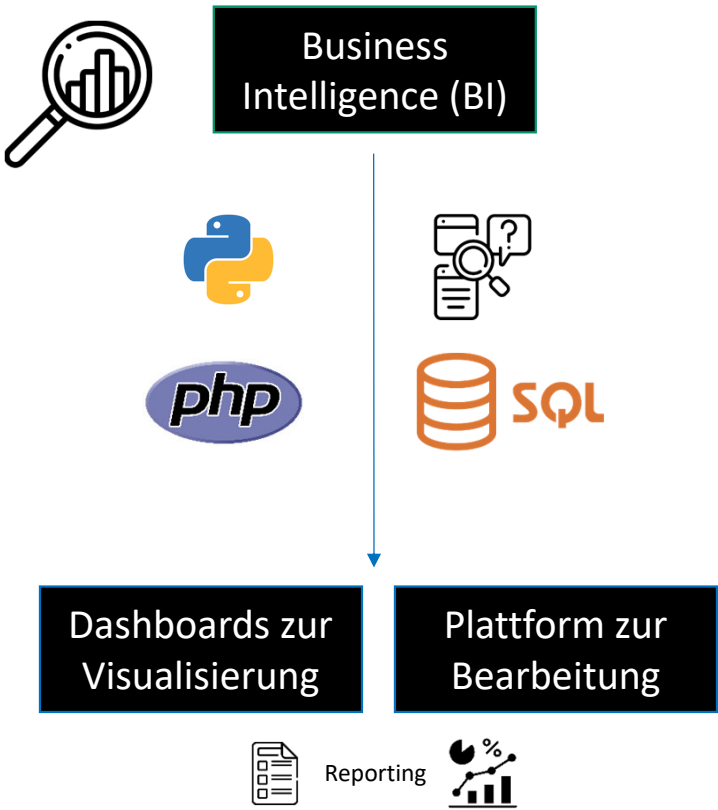 Business
Intelligence (BI)
?
php
SQL
Dashboards zur
Visualisierung
Plattform zur
Bearbeitung
%
Reporting